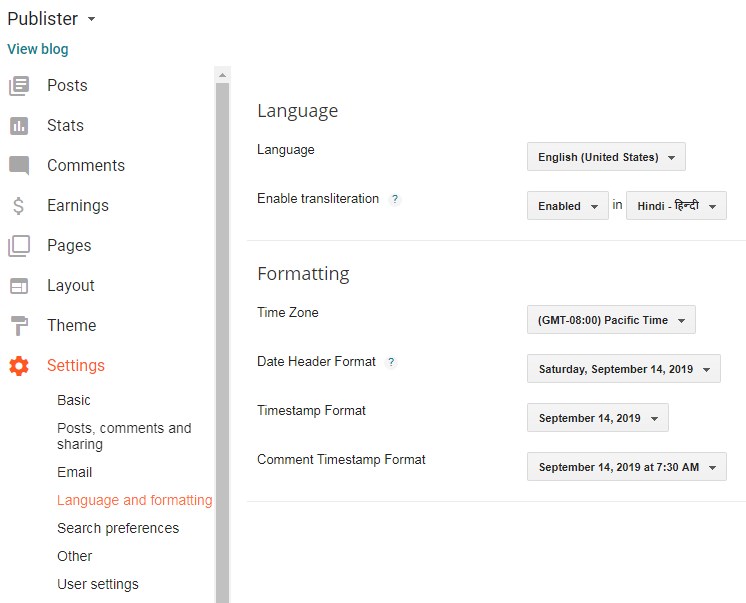 Publister
View blog
Posts
Stats
Comments
Earnings
Pages
Layout
Theme
Settings
Basic
Posts, comments and
sharing
Email
Language and formatting
Search preferences
Other
User settings
Language
Language
English (United States)
Enable transliteration ?
Enabled in Hindi - हिन्दी
Formatting
Time Zone
(GMT-08:00) Pacific Time
Date Header Format ?
Saturday, September 14, 2019
Timestamp Format
September 14, 2019
Comment Timestamp Format
September 14, 2019 at 7:30 AM